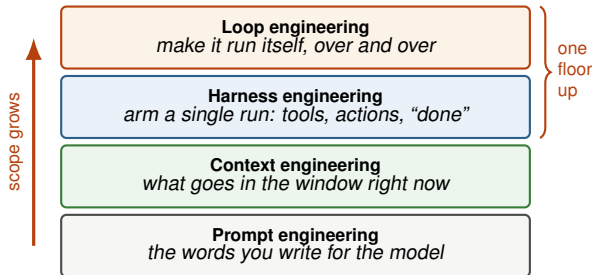 Loop engineering
make it run itself, over and over
Harness engineering
arm a single run: tools, actions, “done”
Context engineering
what goes in the window right now
Prompt engineering
the words you write for the model
scope grows
one
floor
up